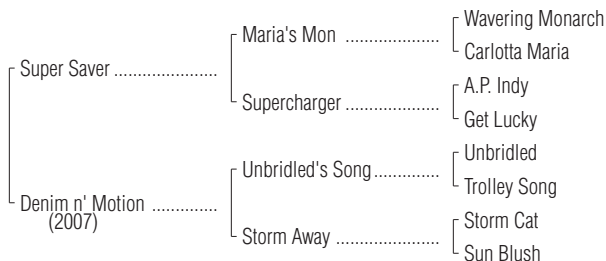 Wavering Monarch
Maria's Mon ....................
Carlotta Maria
Super Saver ......................
A.P. Indy
Supercharger ....................
Get Lucky
Unbridled
Unbridled's Song ..............
Trolley Song
Denim n' Motion ..............
(2007)
Storm Cat
Storm Away ......................
Sun Blush